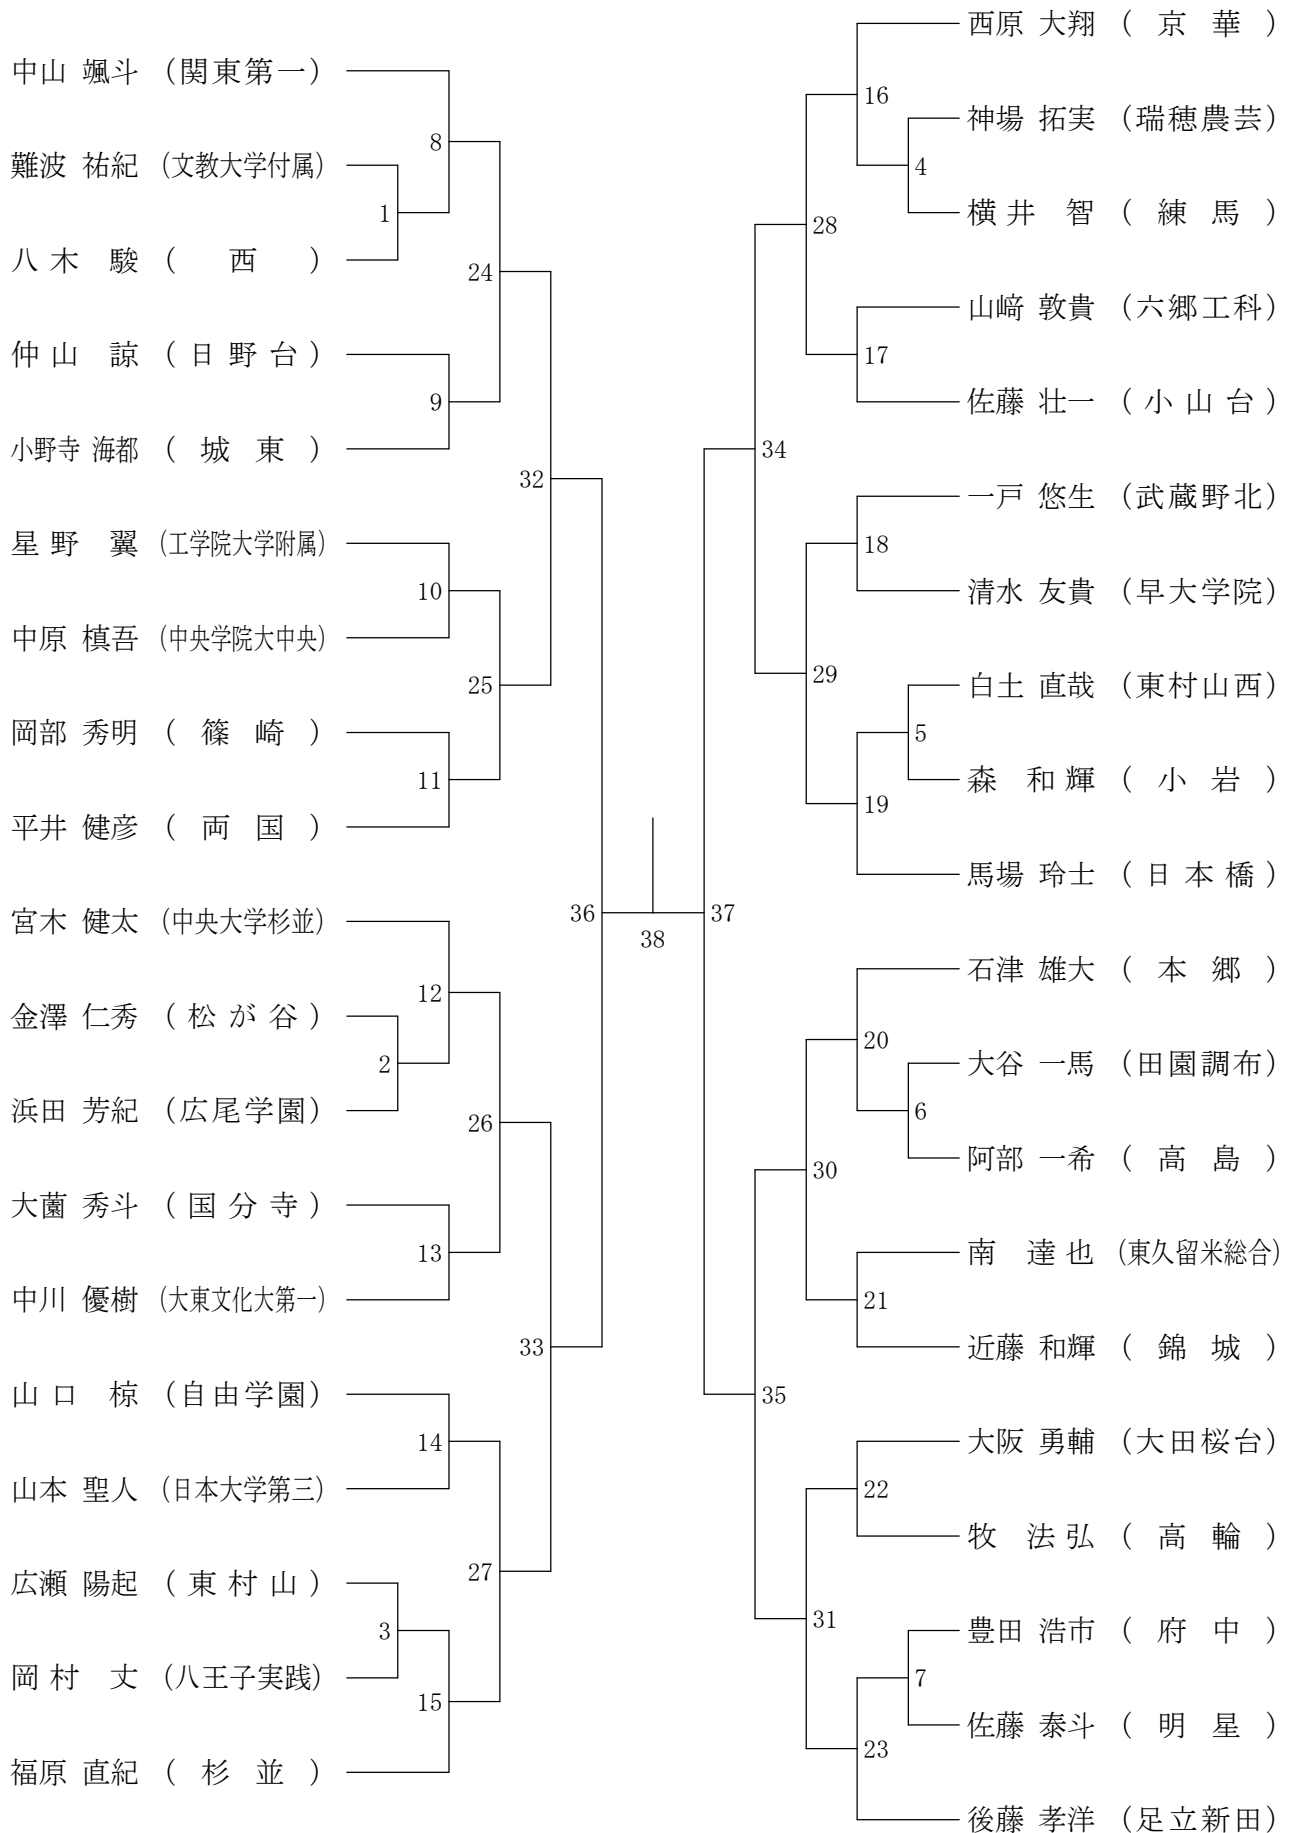 中山 颯斗 （関東第一）
難波 祐紀 （文教大学付属）
八木 駿 （ 西 ）
仲山 諒 （日野台）
小野寺 海都 （城東）
星野 翼 （工学院大学附属）
中原 槙吾 （中央学院大中央）
岡部 秀明 （篠崎）
平井 健彦 （両国）
宮木 健太 （中央大学杉並）
金澤 仁秀 （松が谷）
浜田 芳紀 （広尾学園）
大薗 秀斗 （国分寺）
中川 優樹 （大東文化大第一）
山口 椋 （自由学園）
山本 聖人 （日本大学第三）
広瀬 陽起 （東村山）
岡村 丈 （八王子実践）
福原 直紀 （杉並）
8
1
24
9
32
10
25
11
36
12
2
26
13
33
14
27
3
15
38
37
16
4
28
17
34
18
29
5
19
20
6
30
21
35
22
31
7
23
西原 大翔 （京華）
神場 拓実 （瑞穂農芸）
横井 智 （練馬）
山﨑 敦貴 （六郷工科）
佐藤 壮一 （小山台）
一戸 悠生 （武蔵野北）
清水 友貴 （早大学院）
白土 直哉 （東村山西）
森 和輝 （小岩）
馬場 玲士 （日本橋）
石津 雄大 （本郷）
大谷 一馬 （田園調布）
阿部 一希 （高島）
南 達也 （東久留米総合）
近藤 和輝 （錦城）
大阪 勇輔 （大田桜台）
牧 法弘 （高輪）
豊田 浩市 （府中）
佐藤 泰斗 （明星）
後藤 孝洋 （足立新田）